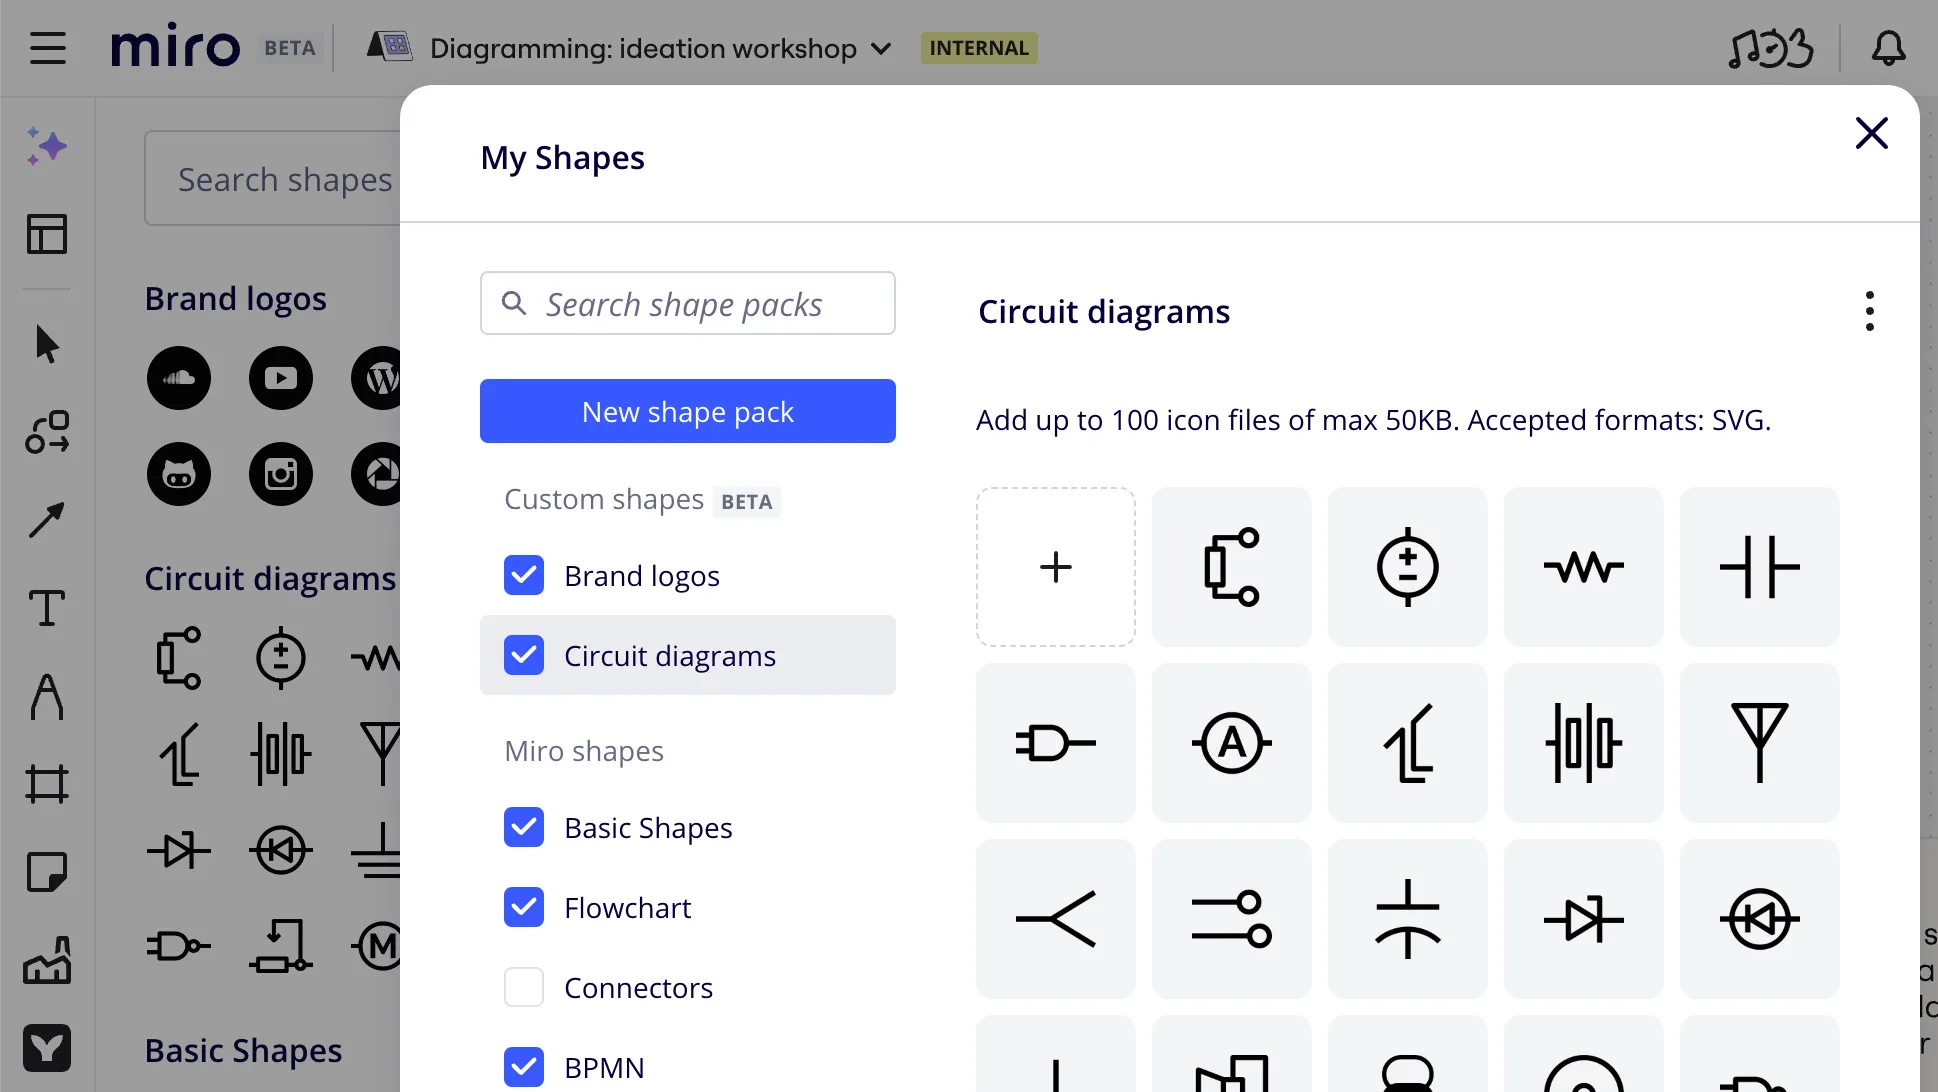 miro BETA Diagramming: ideation workshop INTERNAL
Search shapes
Brand logos
Circuit diagrams
M
Basic Shapes
My Shapes
Search shape packs
New shape pack
Custom shapes BETA
Brand logos
Circuit diagrams
Miro shapes
Basic Shapes
Flowchart
Connectors
BPMN
Circuit diagrams
Add up to 100 icon files of max 50KB. Accepted formats: SVG.
A